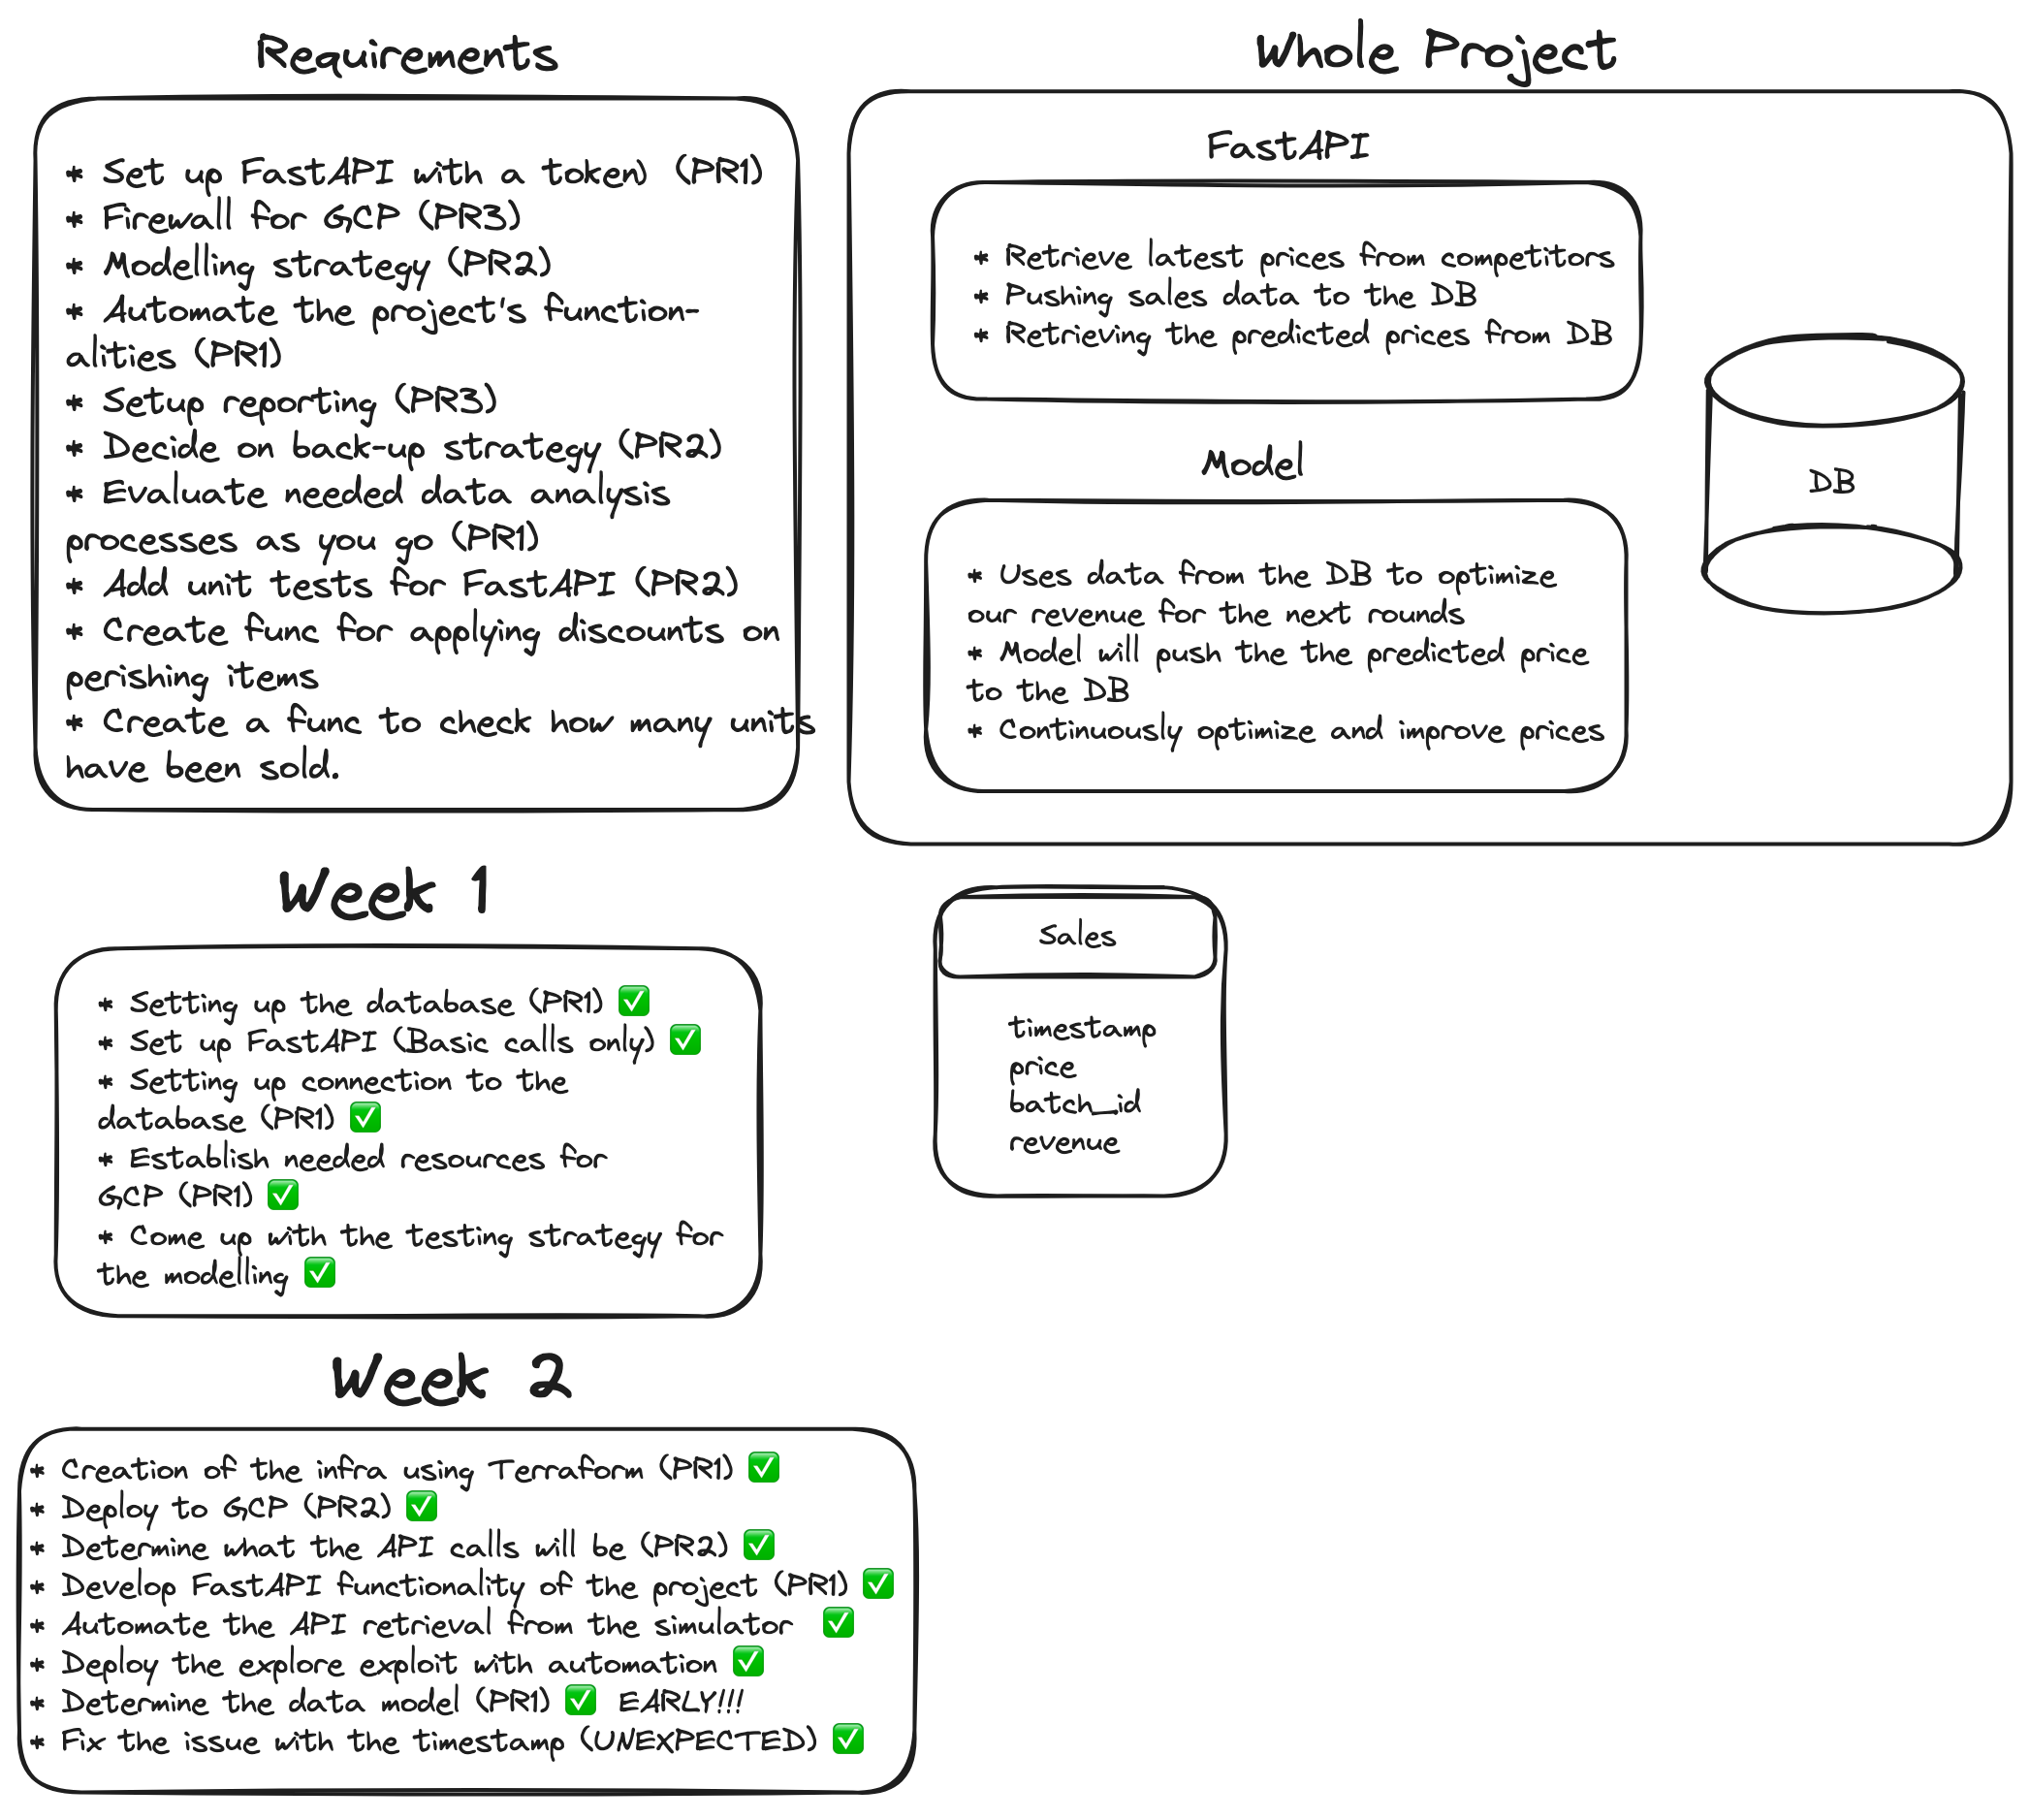 Requirements
* Set up FastAPI with a token) (PR1)
* Firewall for GCP (PR3)
* Modelling strategy (PR2)
* Automate the project's function-
alities (PR1)
* Setup reporting (PR3)
* Decide on back-up strategy (PR2)
* Evaluate needed data analysis
processes as you go (PR1)
* Add unit tests for FastAPI (PR2)
* Create func for applying discounts on
perishing items
* Create a func to check how many units
have been sold.
Whole Project
FastAPI
* Retrieve latest prices from competitors
* Pushing sales data to the DB
* Retrieving the predicted prices from DB
Model
* Uses data from the DB to optimize
our revenue for the next rounds
* Model will push the the predicted price
to the DB
* Continuously optimize and improve prices
DB
Week 1
* Setting up the database (PR1) ✅
* Set up FastAPI (Basic calls only) ✅
* Setting up connection to the
database (PR1) ✅
* Establish needed resources for
GCP (PR1) ✅
* Come up with the testing strategy for
the modelling ✅
Sales
timestamp
price
batch_id
revenue
Week 2
* Creation of the infra using Terraform (PR1) ✅
* Deploy to GCP (PR2) ✅
* Determine what the API calls will be (PR2) ✅
* Develop FastAPI functionality of the project (PR1) ✅
* Automate the API retrieval from the simulator ✅
* Deploy the explore exploit with automation ✅
* Determine the data model (PR1) ✅ EARLY!!!
* Fix the issue with the timestamp (UNEXPECTED) ✅